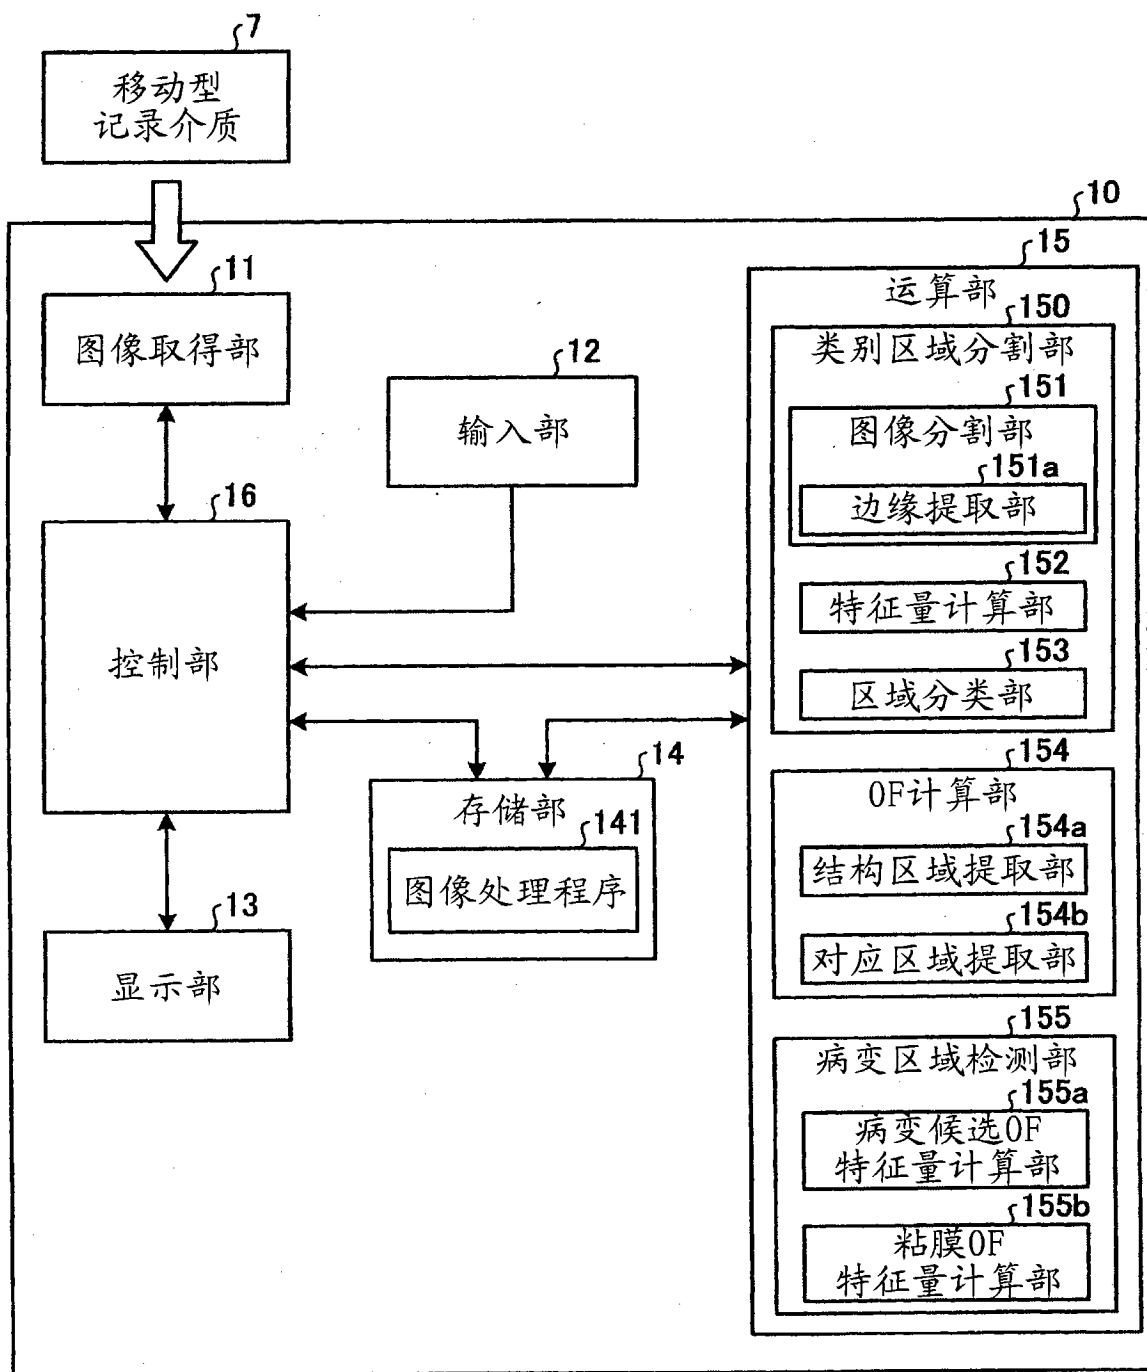 7
移动型
记录介质
10
11
图像取得部
12
输入部
16
控制部
13
显示部
14
存储部
141
图像处理程序
15
运算部
150
类别区域分割部
151
图像分割部
151a
边缘提取部
152
特征量计算部
153
区域分类部
154
OF计算部
154a
结构区域提取部
154b
对应区域提取部
155
病变区域检测部
155a
病变候选OF
特征量计算部
155b
粘膜OF
特征量计算部